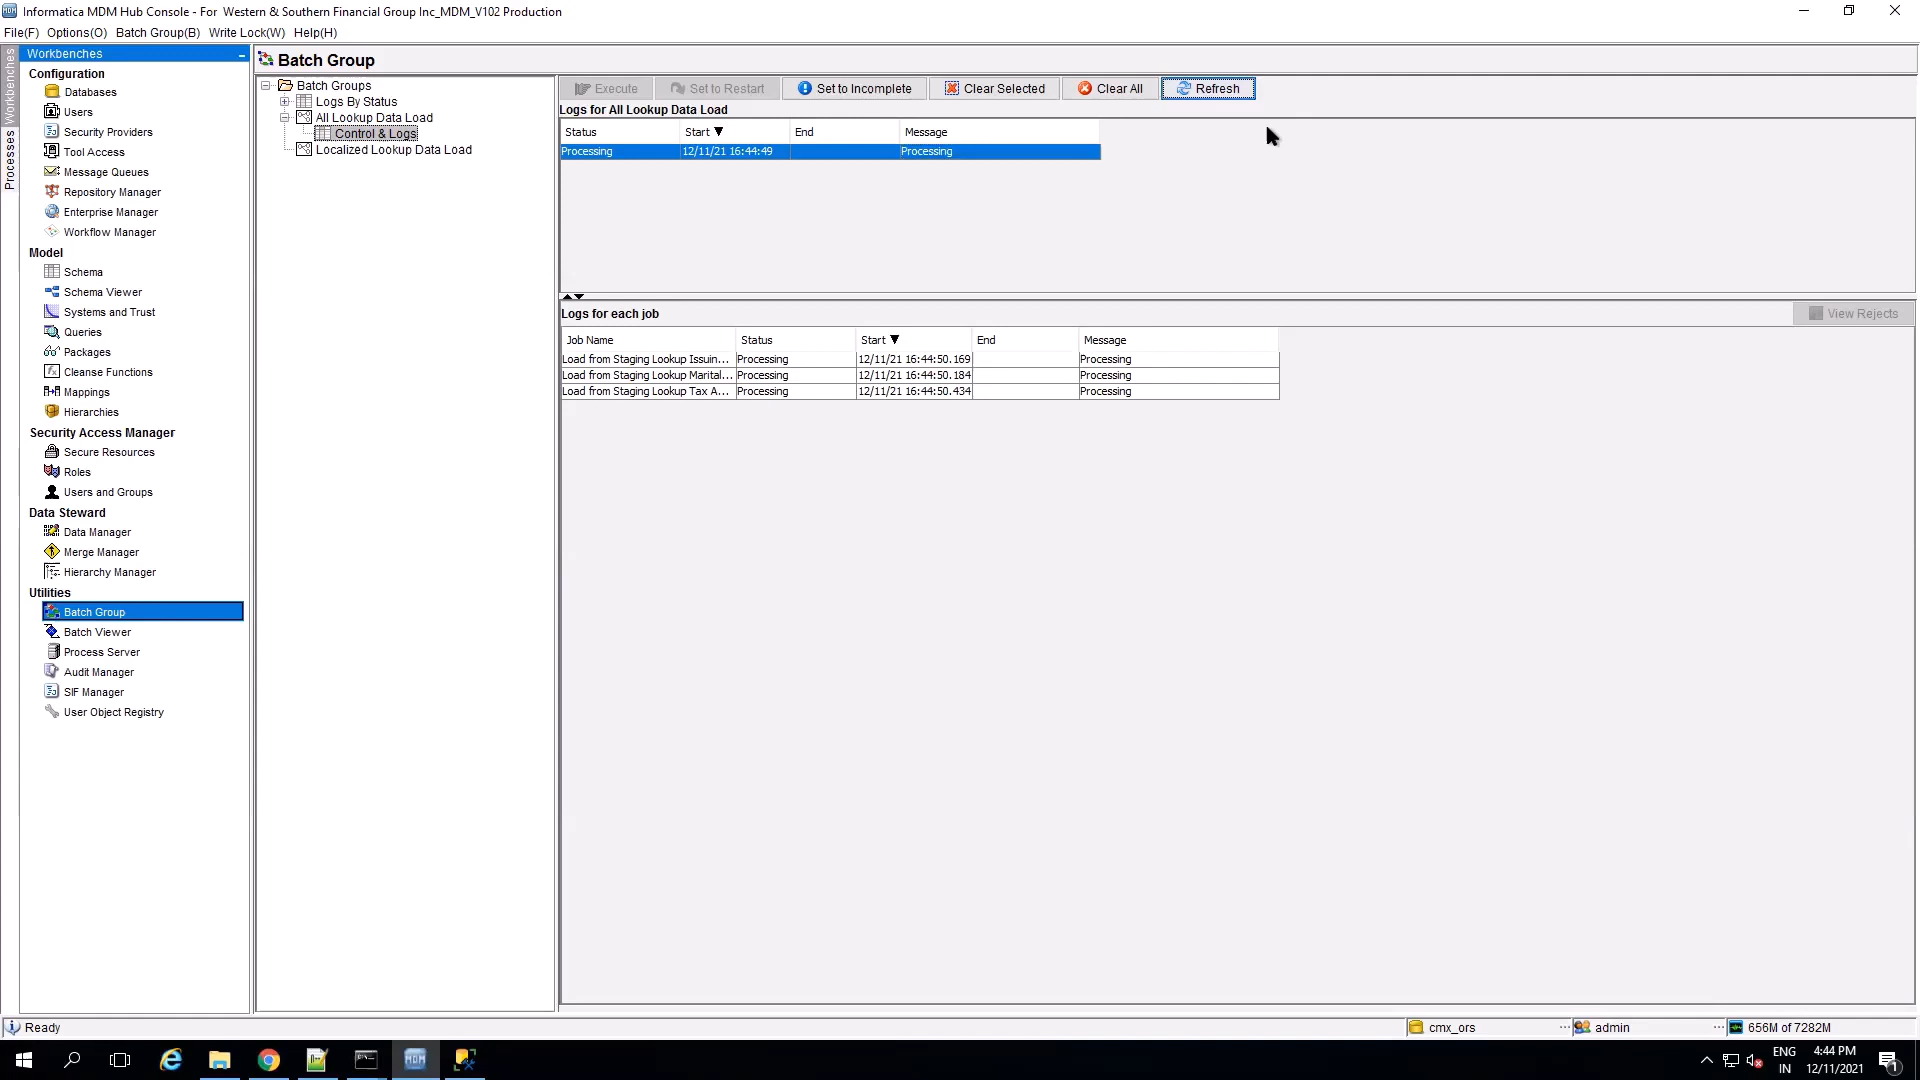 Informatica MDM Hub Console - For Western & Southern Financial Group Inc_MDM_V102 Production
File(F) Options(O) Batch Group(B) Write Lock(W) Help(H)
Workbenches
Processes
Workbenches
Configuration
Databases
Users
Security Providers
Tool Access
Message Queues
Repository Manager
Enterprise Manager
Workflow Manager
Model
Schema
Schema Viewer
Systems and Trust
Queries
Packages
Cleanse Functions
Mappings
Hierarchies
Security Access Manager
Secure Resources
Roles
Users and Groups
Data Steward
Data Manager
Merge Manager
Hierarchy Manager
Utilities
Batch Group
Batch Viewer
Process Server
Audit Manager
SIF Manager
User Object Registry
Batch Group
Batch Groups
Logs By Status
All Lookup Data Load
Control & Logs
Localized Lookup Data Load
Execute Set to Restart Set to Incomplete Clear Selected Clear All Refresh
Logs for All Lookup Data Load
Status Start ▼ End Message
Processing 12/11/21 16:44:49 Processing
Logs for each job View Rejects
Job Name Status Start ▼ End Message
Load from Staging Lookup Issuin... Processing 12/11/21 16:44:50.169 Processing
Load from Staging Lookup Marital... Processing 12/11/21 16:44:50.184 Processing
Load from Staging Lookup Tax A... Processing 12/11/21 16:44:50.434 Processing
Ready cmx_ors ... admin ... 656M of 7282M
MDM
ENG 4:44 PM
IN 12/11/2021
1